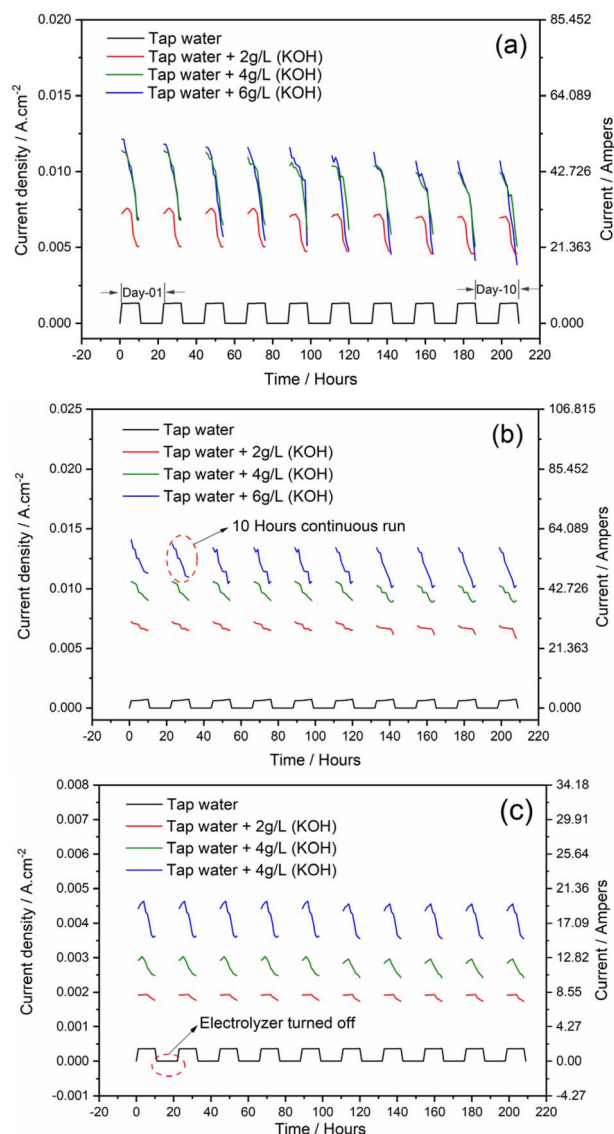 (a)
Tap water
Tap water + 2g/L (KOH)
Tap water + 4g/L (KOH)
Tap water + 6g/L (KOH)
Current density / A.cm-2
0.020
0.015
0.010
0.005
0.000
85.452
64.089
42.726
21.363
0.000
Current / Ampers
Day-01
Day-10
-20 0 20 40 60 80 100 120 140 160 180 200 220
Time / Hours
(b)
Tap water
Tap water + 2g/L (KOH)
Tap water + 4g/L (KOH)
Tap water + 6g/L (KOH)
10 Hours continuous run
Current density / A.cm-2
0.025
0.020
0.015
0.010
0.005
0.000
106.815
85.452
64.089
42.726
21.363
0.000
Current / Ampers
-20 0 20 40 60 80 100 120 140 160 180 200 220
Time / Hours
(c)
Tap water
Tap water + 2g/L (KOH)
Tap water + 4g/L (KOH)
Tap water + 4g/L (KOH)
Electrolyzer turned off
Current density / A.cm-2
0.008
0.007
0.006
0.005
0.004
0.003
0.002
0.001
0.000
-0.001
34.18
29.91
25.64
21.36
17.09
12.82
8.55
4.27
0.00
-4.27
Current / Ampers
-20 0 20 40 60 80 100 120 140 160 180 200 220
Time / Hours